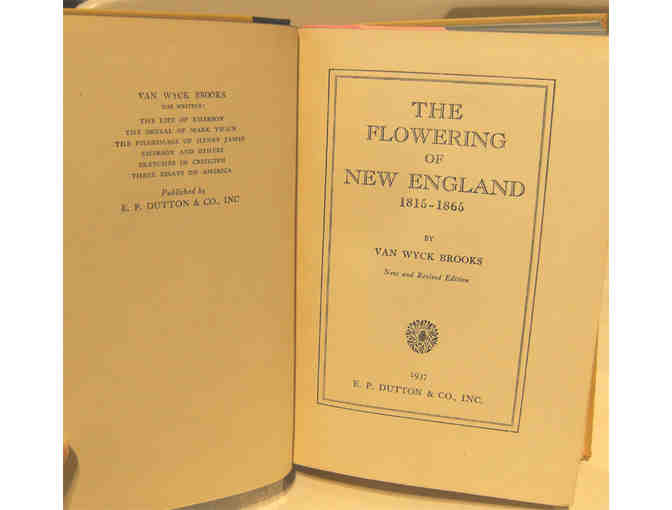 VAN WYCK BROOKS
HAS WRITTEN:
THE LIFE OF EMERSON
THE ORDEAL OF MARK TWAIN
THE PILGRIMAGE OF HENRY JAMES
EMERSON AND OTHERS
SKETCHES IN CRITICISM
THREE ESSAYS ON AMERICA
Published by
E. P. DUTTON & CO., INC
THE
FLOWERING
OF
NEW ENGLAND
1815-1865
BY
VAN WYCK BROOKS
New and Revised Edition
1937
E. P. DUTTON & CO., INC.